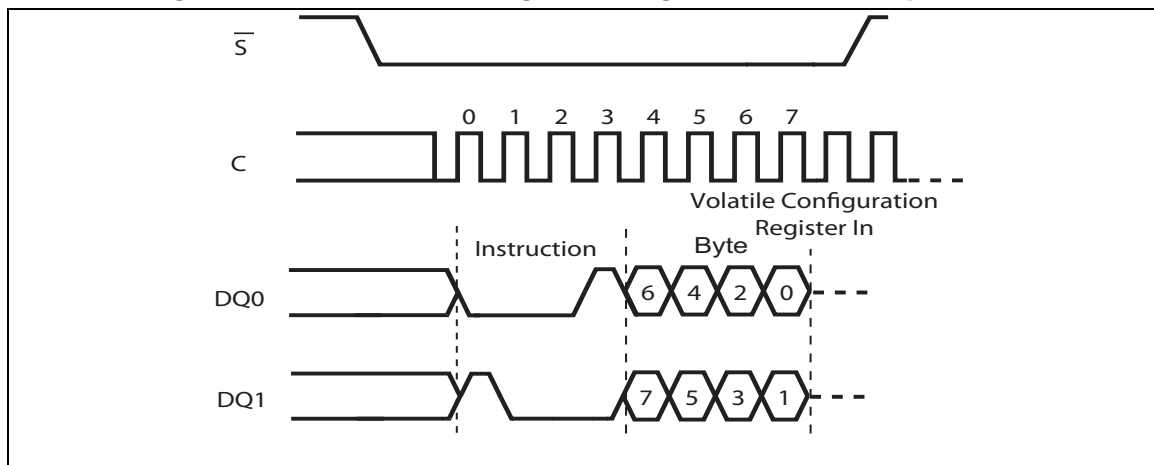 S
0 1 2 3 4 5 6 7
C
Volatile Configuration
Register In
Instruction Byte
DQ0 6 4 2 0
DQ1 7 5 3 1